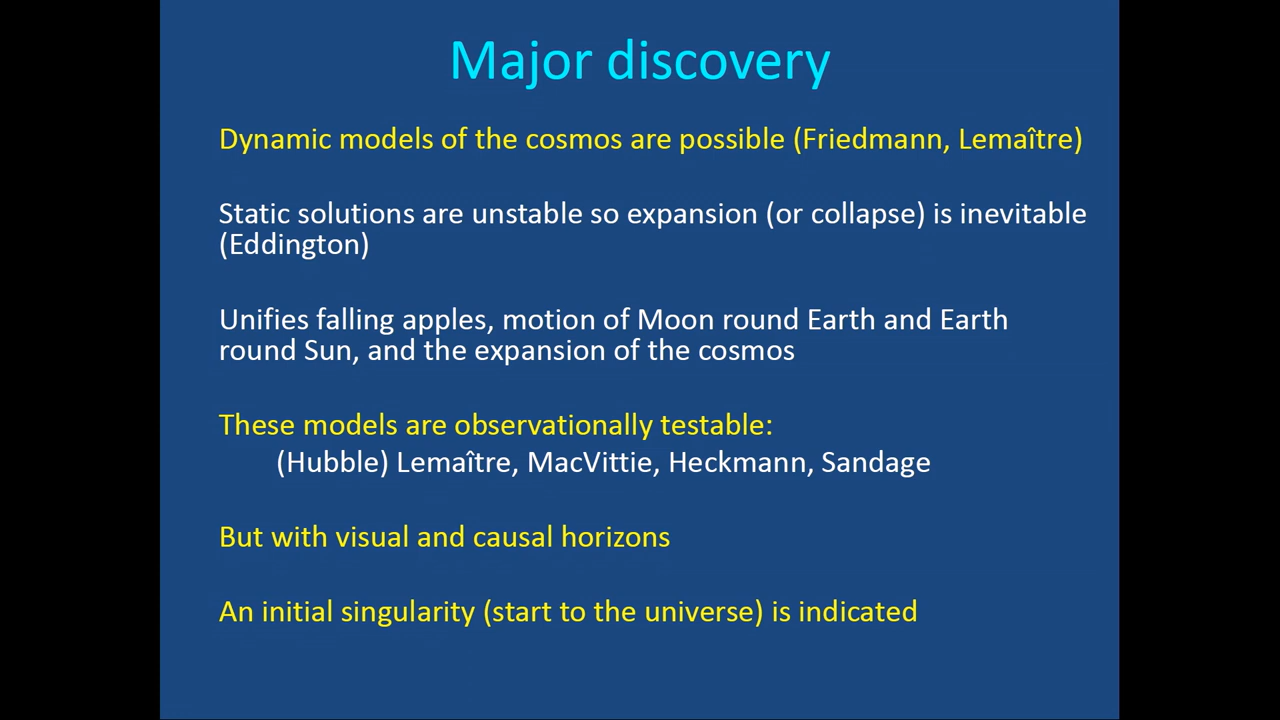 Major discovery
Dynamic models of the cosmos are possible (Friedmann, Lemaître)
Static solutions are unstable so expansion (or collapse) is inevitable
(Eddington)
Unifies falling apples, motion of Moon round Earth and Earth
round Sun, and the expansion of the cosmos
These models are observationally testable:
(Hubble) Lemaître, MacVittie, Heckmann, Sandage
But with visual and causal horizons
An initial singularity (start to the universe) is indicated